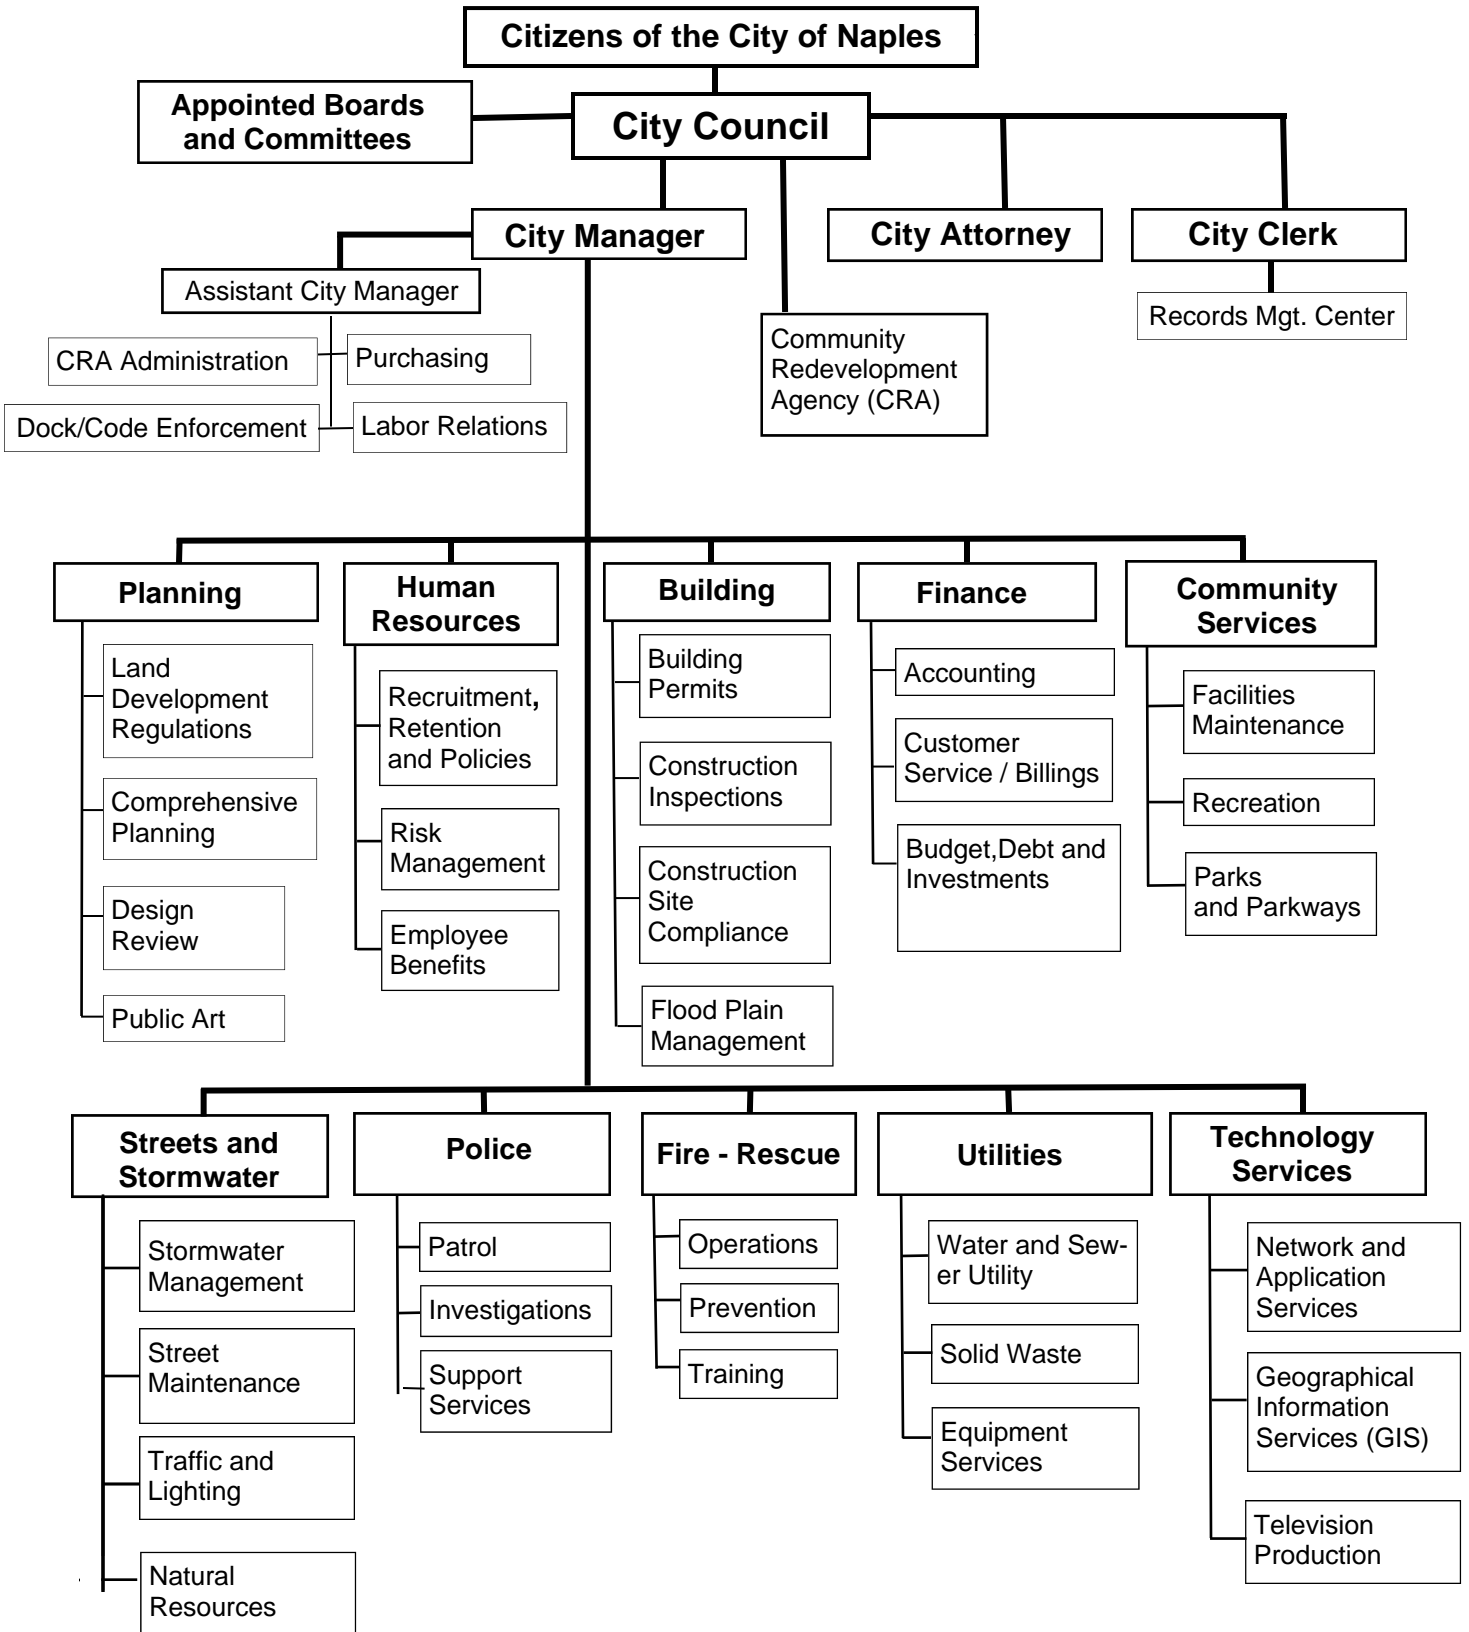 Citizens of the City of Naples
Appointed Boards
and Committees
City Council
City Manager
City Attorney
City Clerk
Assistant City Manager
Records Mgt. Center
CRA Administration
Purchasing
Community
Redevelopment
Agency (CRA)
Dock/Code Enforcement
Labor Relations
Planning
Land
Development
Regulations
Comprehensive
Planning
Design
Review
Public Art
Human
Resources
Recruitment,
Retention
and Policies
Risk
Management
Employee
Benefits
Building
Building
Permits
Construction
Inspections
Construction
Site
Compliance
Flood Plain
Management
Finance
Accounting
Customer
Service / Billings
Budget,Debt and
Investments
Community
Services
Facilities
Maintenance
Recreation
Parks
and Parkways
Streets and
Stormwater
Stormwater
Management
Street
Maintenance
Traffic and
Lighting
Natural
Resources
Police
Patrol
Investigations
Support
Services
Fire - Rescue
Operations
Prevention
Training
Utilities
Water and Sew-
er Utility
Solid Waste
Equipment
Services
Technology
Services
Network and
Application
Services
Geographical
Information
Services (GIS)
Television
Production